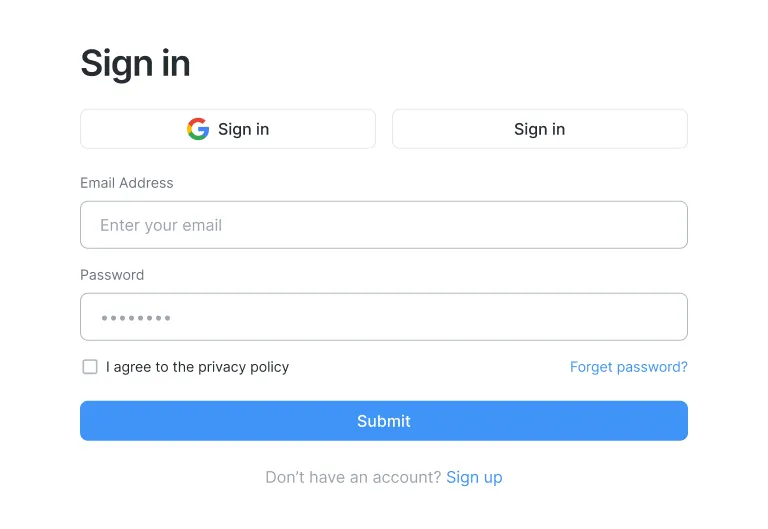 Sign in
Sign in
Sign in
Email Address
Enter your email
Password
I agree to the privacy policy
Forget password?
Submit
Don’t have an account? Sign up